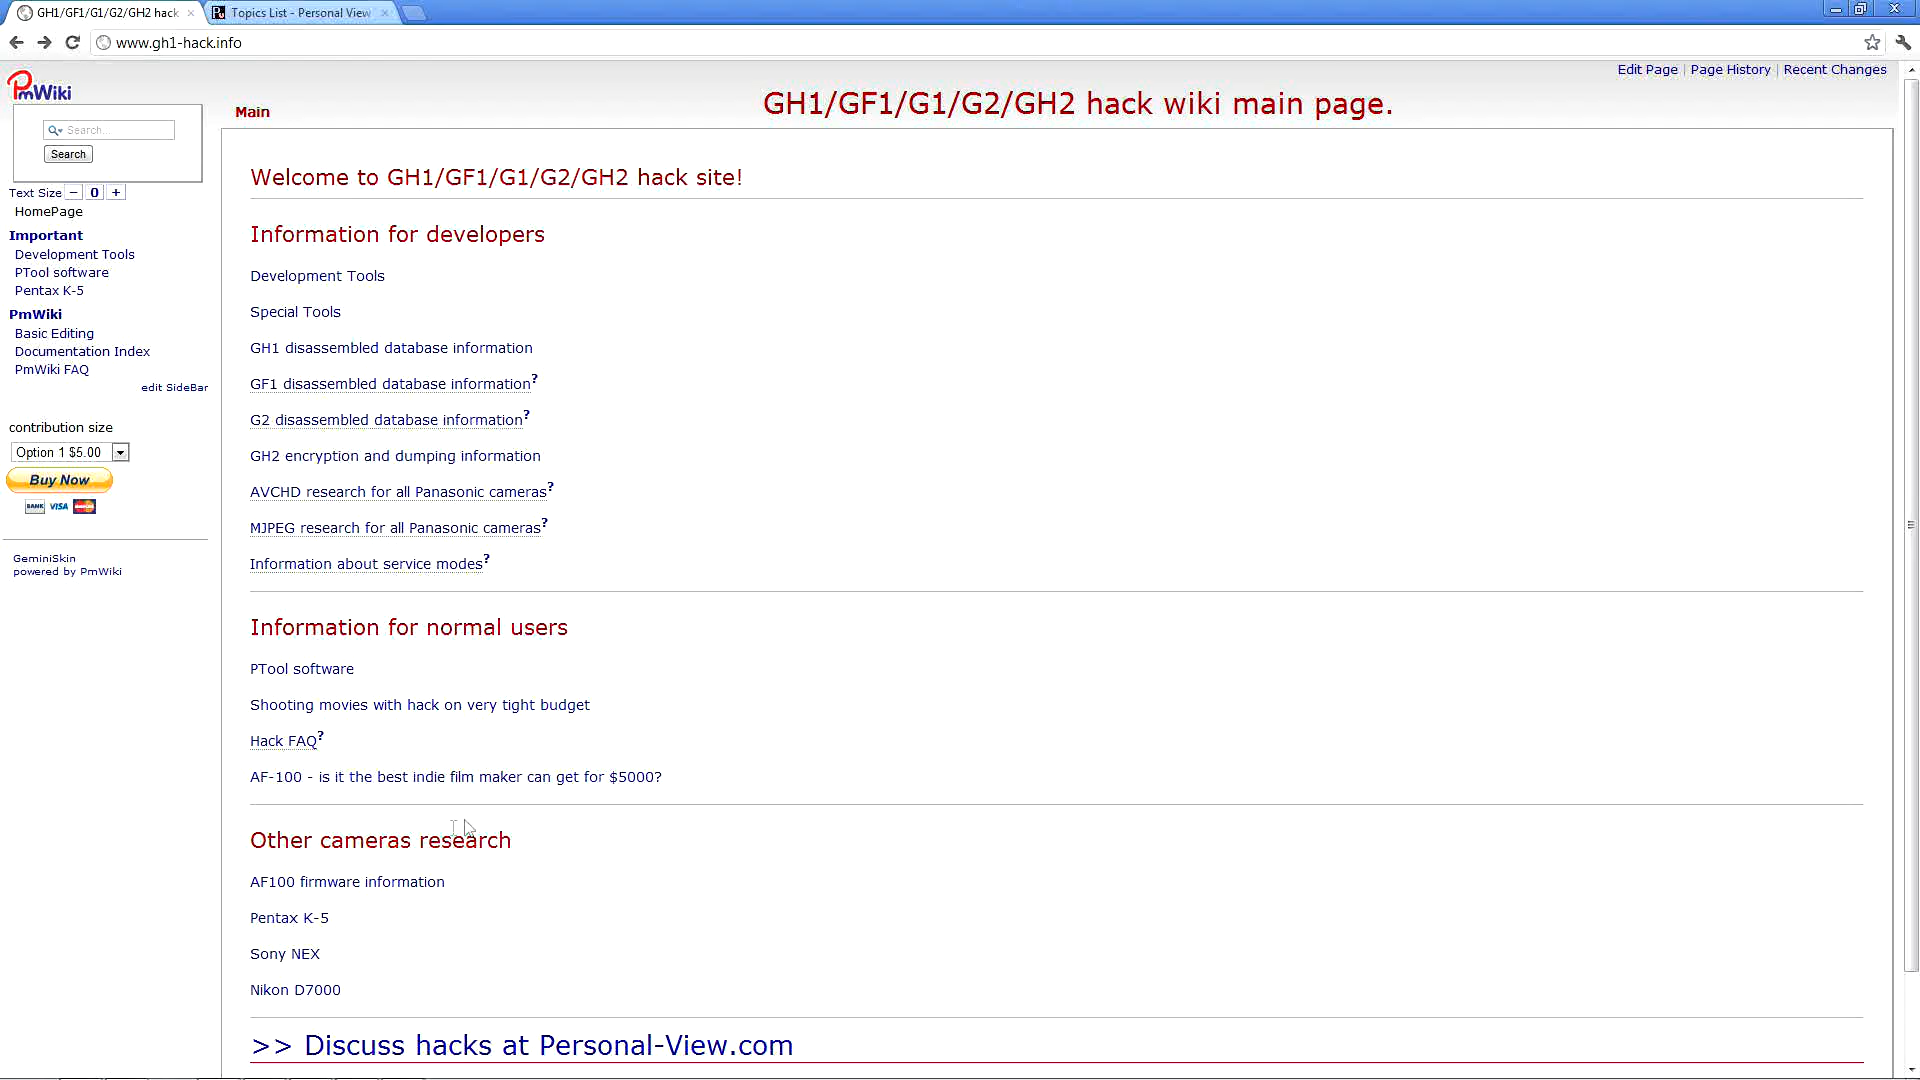 GH1/GF1/G1/G2/GH2 hack
Topics List - Personal View
www.gh1-hack.info
Edit Page | Page History | Recent Changes
PmWiki
Search...
Search
Text Size − 0 +
HomePage
Important
Development Tools
PTool software
Pentax K-5
PmWiki
Basic Editing
Documentation Index
PmWiki FAQ
edit SideBar
contribution size
Option 1 $5.00
Buy Now
BANK VISA
GeminiSkin
powered by PmWiki
Main
GH1/GF1/G1/G2/GH2 hack wiki main page.
Welcome to GH1/GF1/G1/G2/GH2 hack site!
Information for developers
Development Tools
Special Tools
GH1 disassembled database information
GF1 disassembled database information?
G2 disassembled database information?
GH2 encryption and dumping information
AVCHD research for all Panasonic cameras?
MJPEG research for all Panasonic cameras?
Information about service modes?
Information for normal users
PTool software
Shooting movies with hack on very tight budget
Hack FAQ?
AF-100 - is it the best indie film maker can get for $5000?
Other cameras research
AF100 firmware information
Pentax K-5
Sony NEX
Nikon D7000
>> Discuss hacks at Personal-View.com